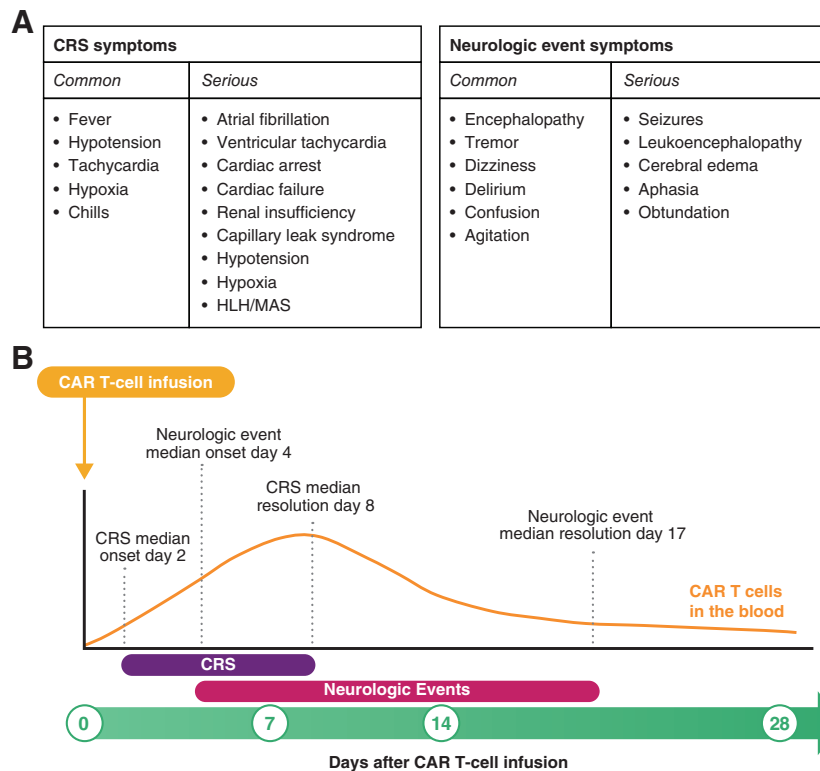 A
CRS symptoms
Common
Serious
• Fever
• Hypotension
• Tachycardia
• Hypoxia
• Chills
• Atrial fibrillation
• Ventricular tachycardia
• Cardiac arrest
• Cardiac failure
• Renal insufficiency
• Capillary leak syndrome
• Hypotension
• Hypoxia
• HLH/MAS
Neurologic event symptoms
Common
Serious
• Encephalopathy
• Tremor
• Dizziness
• Delirium
• Confusion
• Agitation
• Seizures
• Leukoencephalopathy
• Cerebral edema
• Aphasia
• Obtundation
B
CAR T-cell infusion
Neurologic event
median onset day 4
CRS median
resolution day 8
Neurologic event
median resolution day 17
CRS median
onset day 2
CAR T cells
in the blood
CRS
Neurologic Events
0
7
14
28
Days after CAR T-cell infusion